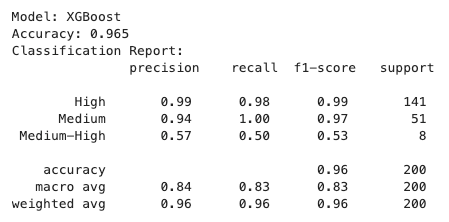 Model: XGBoost
Accuracy: 0.965
Classification Report:
precision recall f1-score support
High 0.99 0.98 0.99 141
Medium 0.94 1.00 0.97 51
Medium-High 0.57 0.50 0.53 8
accuracy 0.96 200
macro avg 0.84 0.83 0.83 200
weighted avg 0.96 0.96 0.96 200